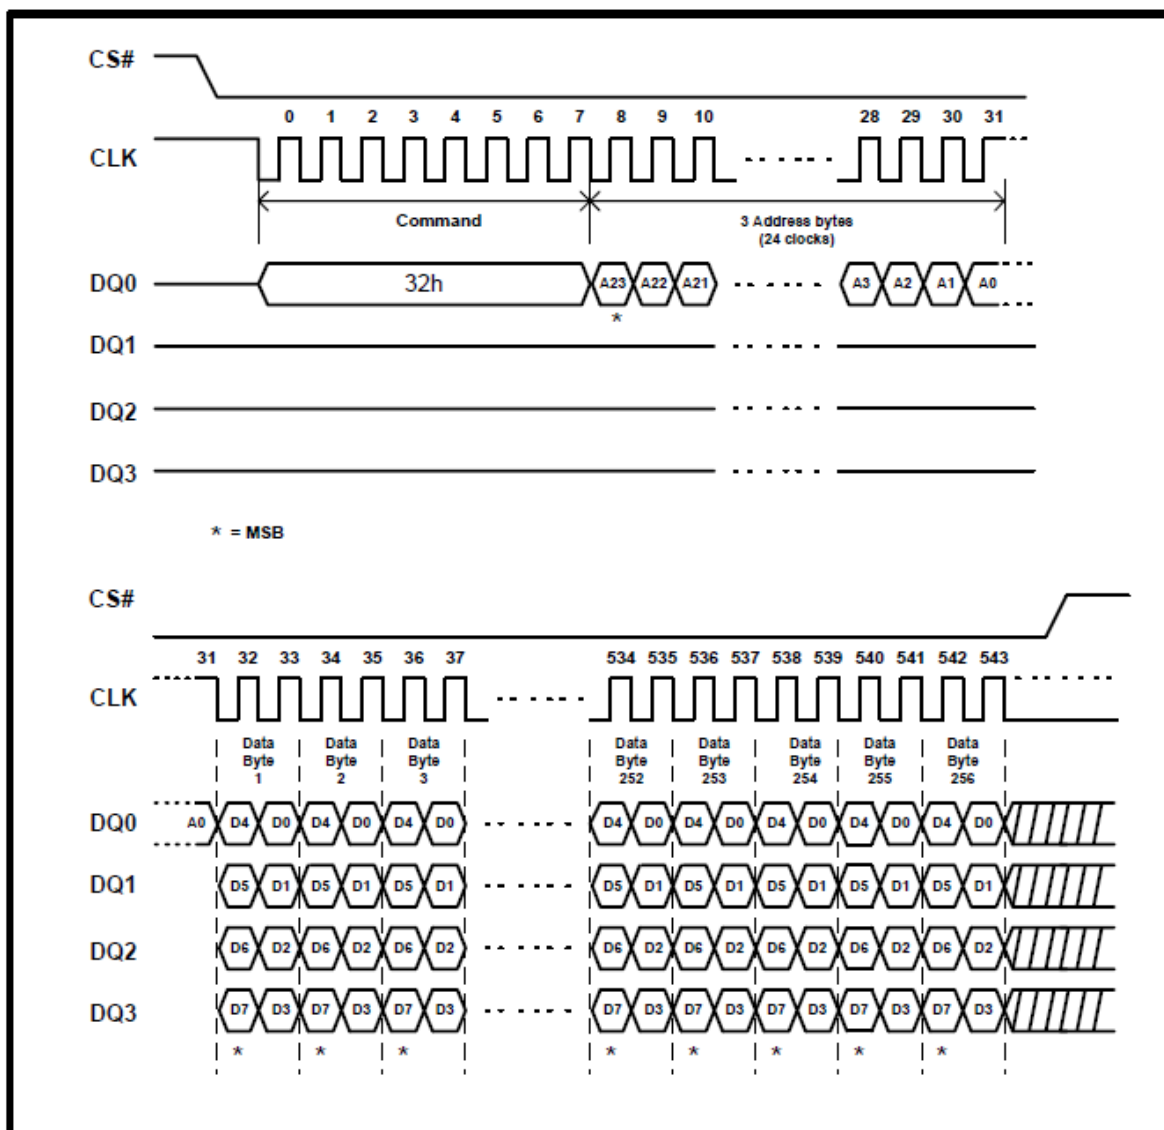 CS#
0 1 2 3 4 5 6 7 8 9 10 28 29 30 31
CLK
Command 3 Address bytes
(24 clocks)
DQ0 32h A23 A22 A21 A3 A2 A1 A0
*
DQ1
DQ2
DQ3
* = MSB
CS#
31 32 33 34 35 36 37 534 535 536 537 538 539 540 541 542 543
CLK
Data Data Data Data Data Data Data Data
Byte Byte Byte Byte Byte Byte Byte Byte
1 2 3 252 253 254 255 256
DQ0 A0 D4 D0 D4 D0 D4 D0 D4 D0 D4 D0 D4 D0 D4 D0 D4 D0
DQ1 D5 D1 D5 D1 D5 D1 D5 D1 D5 D1 D5 D1 D5 D1 D5 D1
DQ2 D6 D2 D6 D2 D6 D2 D6 D2 D6 D2 D6 D2 D6 D2 D6 D2
DQ3 D7 D3 D7 D3 D7 D3 D7 D3 D7 D3 D7 D3 D7 D3 D7 D3
* * * * * * * *